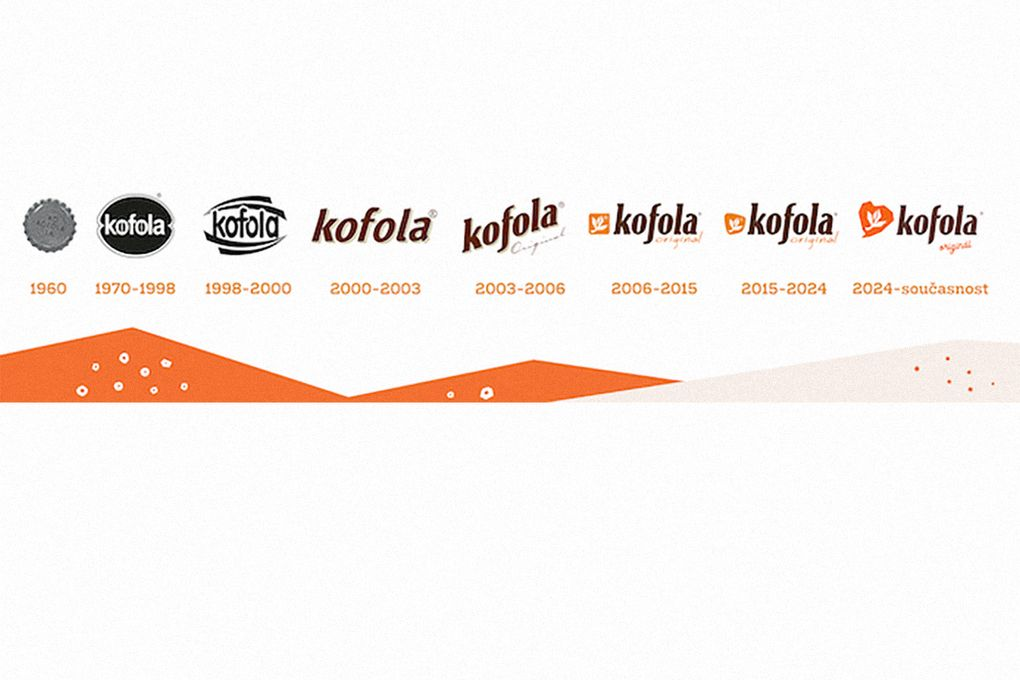 kofola
kofola
kofola®
kofola®
Original
kofola
original
kofola
original
kofola
originál
1960
1970-1998
1998-2000
2000-2003
2003-2006
2006-2015
2015-2024
2024-současnost